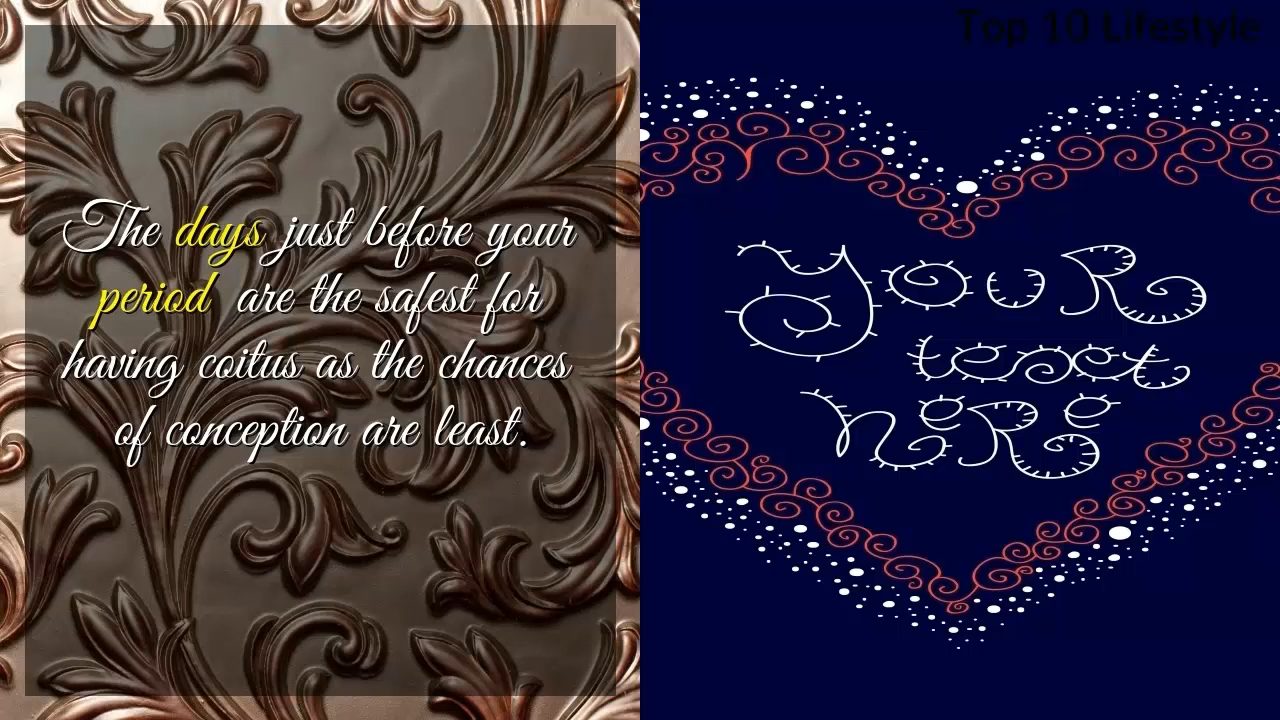 Top 10 Lifestyle
The days just before your
period are the safest for
having coitus as the chances
of conception are least.
YouR
text
heRe